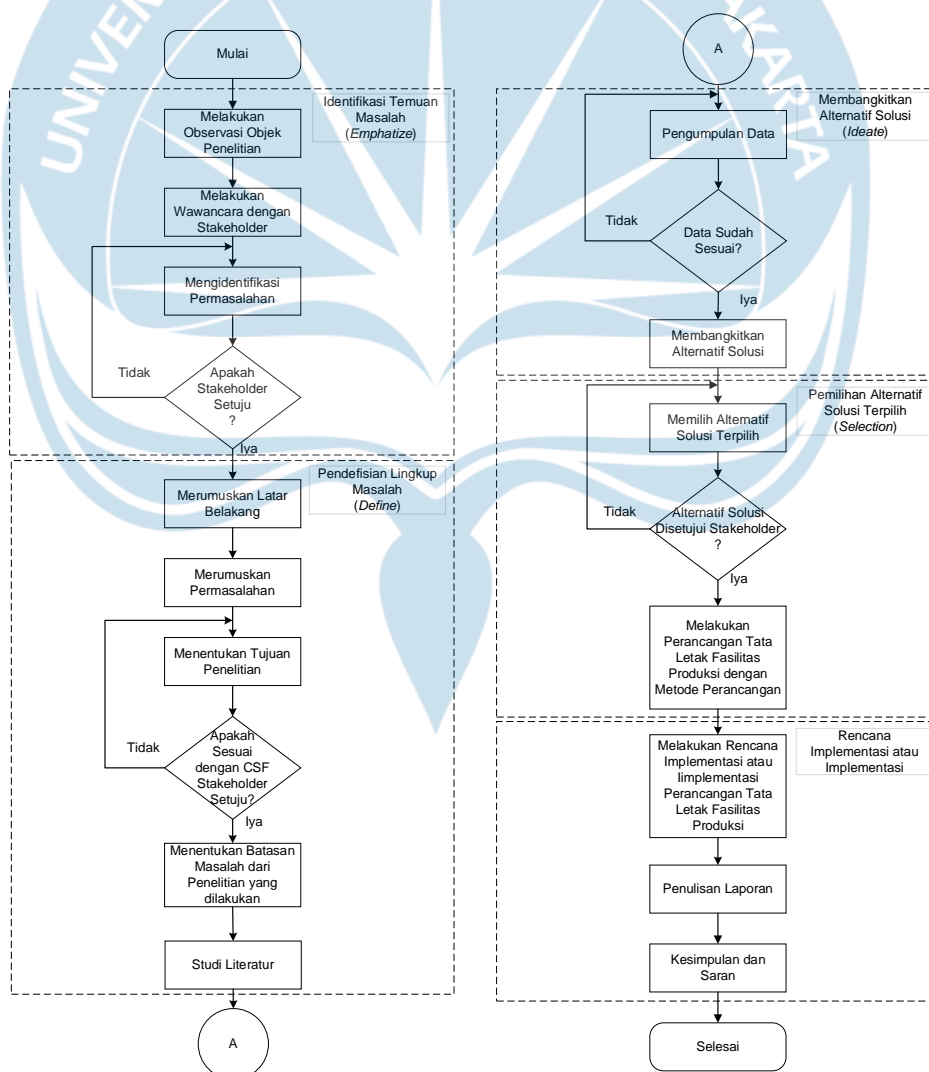 Mulai
Identifikasi Temuan
Masalah
(Emphatize)
Melakukan
Observasi Objek
Penelitian
Melakukan
Wawancara dengan
Stakeholder
Mengidentifikasi
Permasalahan
Tidak
Apakah
Stakeholder
Setuju
?
Iya
Pendefisian Lingkup
Masalah
(Define)
Merumuskan Latar
Belakang
Merumuskan
Permasalahan
Menentukan Tujuan
Penelitian
Tidak
Apakah
Sesuai
dengan CSF
Stakeholder
Setuju?
Iya
Menentukan Batasan
Masalah dari
Penelitian yang
dilakukan
Studi Literatur
A
A
Membangkitkan
Alternatif Solusi
(Ideate)
Pengumpulan Data
Tidak
Data Sudah
Sesuai?
Iya
Membangkitkan
Alternatif Solusi
Pemilihan Alternatif
Solusi Terpilih
(Selection)
Memilih Alternatif
Solusi Terpilih
Tidak
Alternatif Solusi
Disetujui Stakeholder
?
Iya
Melakukan
Perancangan Tata
Letak Fasilitas
Produksi dengan
Metode Perancangan
Rencana
Implementasi atau
Implementasi
Melakukan Rencana
Implementasi atau
Iimplementasi
Perancangan Tata
Letak Fasilitas
Produksi
Penulisan Laporan
Kesimpulan dan
Saran
Selesai